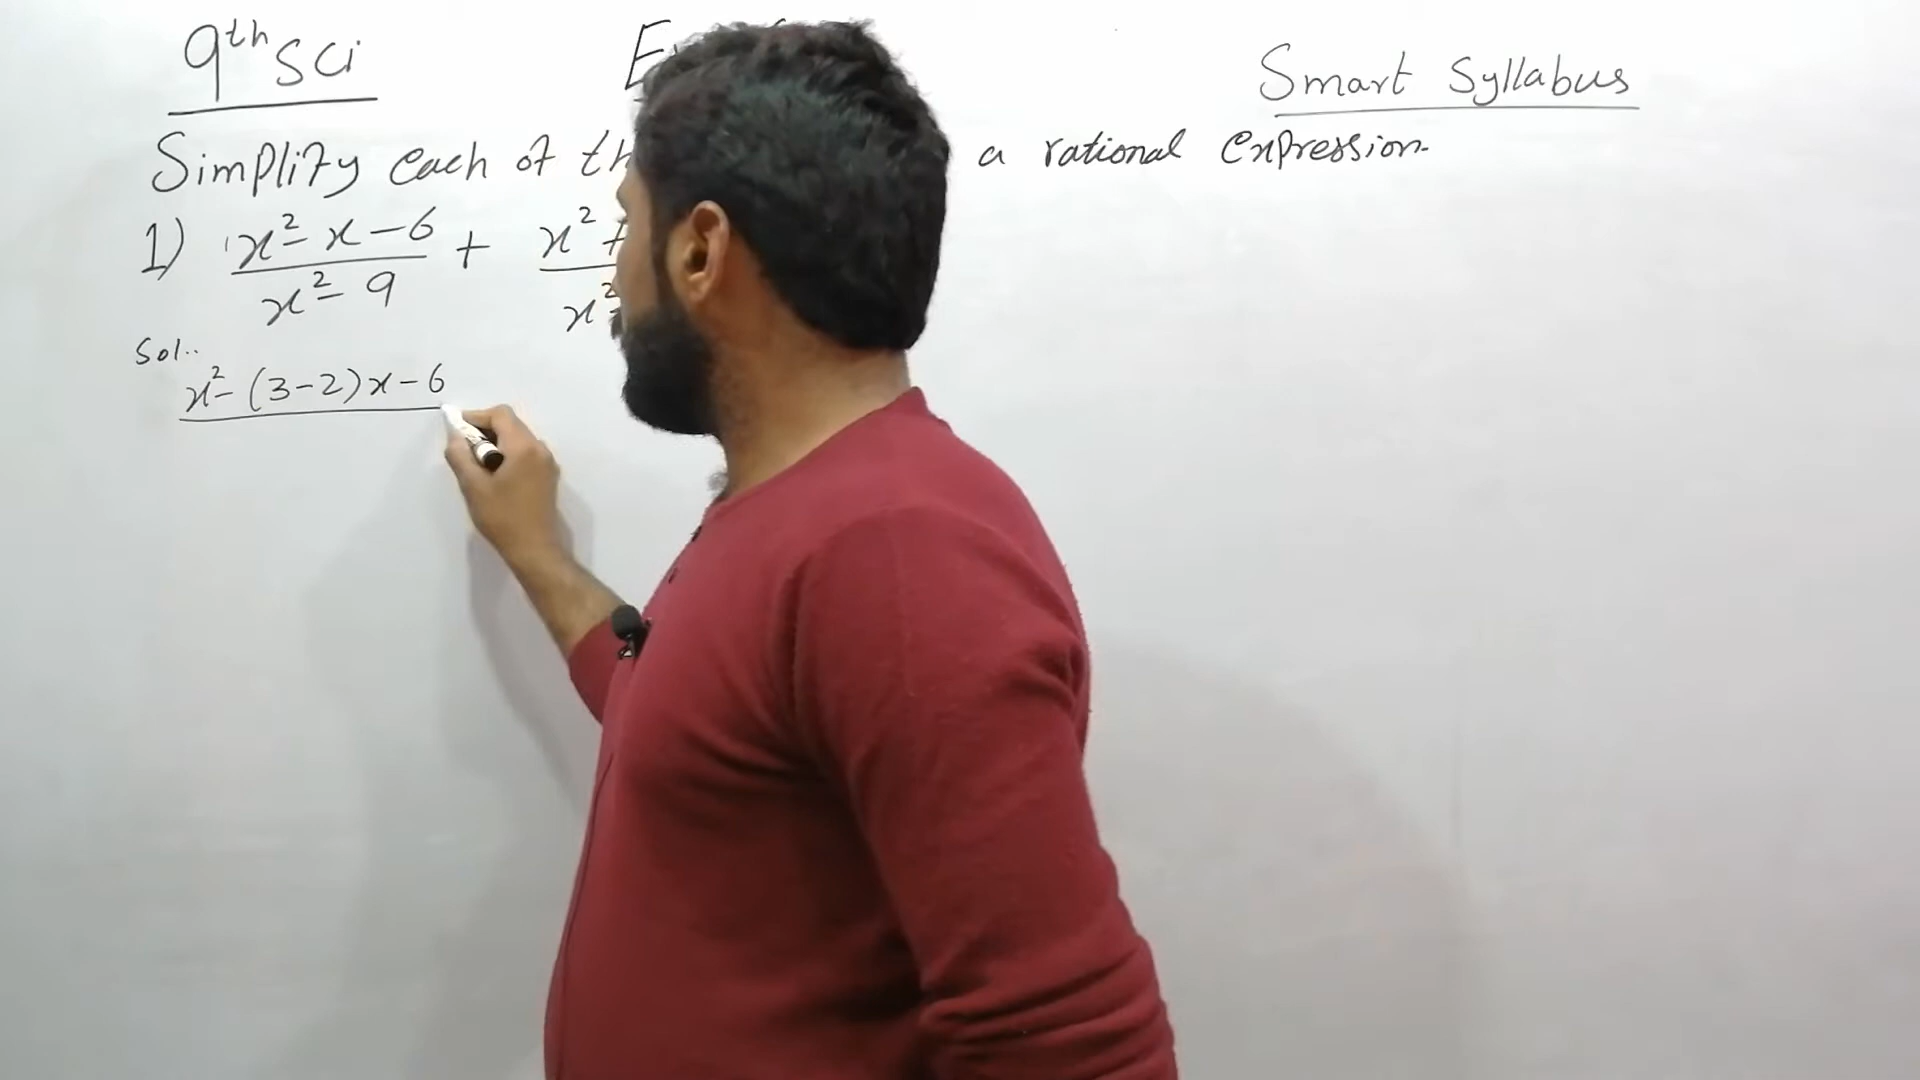 9th Sci
Smart Syllabus
Simplify each of a rational expression.
1) x² - x - 6 + x² +
x² - 9 x²
Sol..
x² - (3 - 2) x - 6